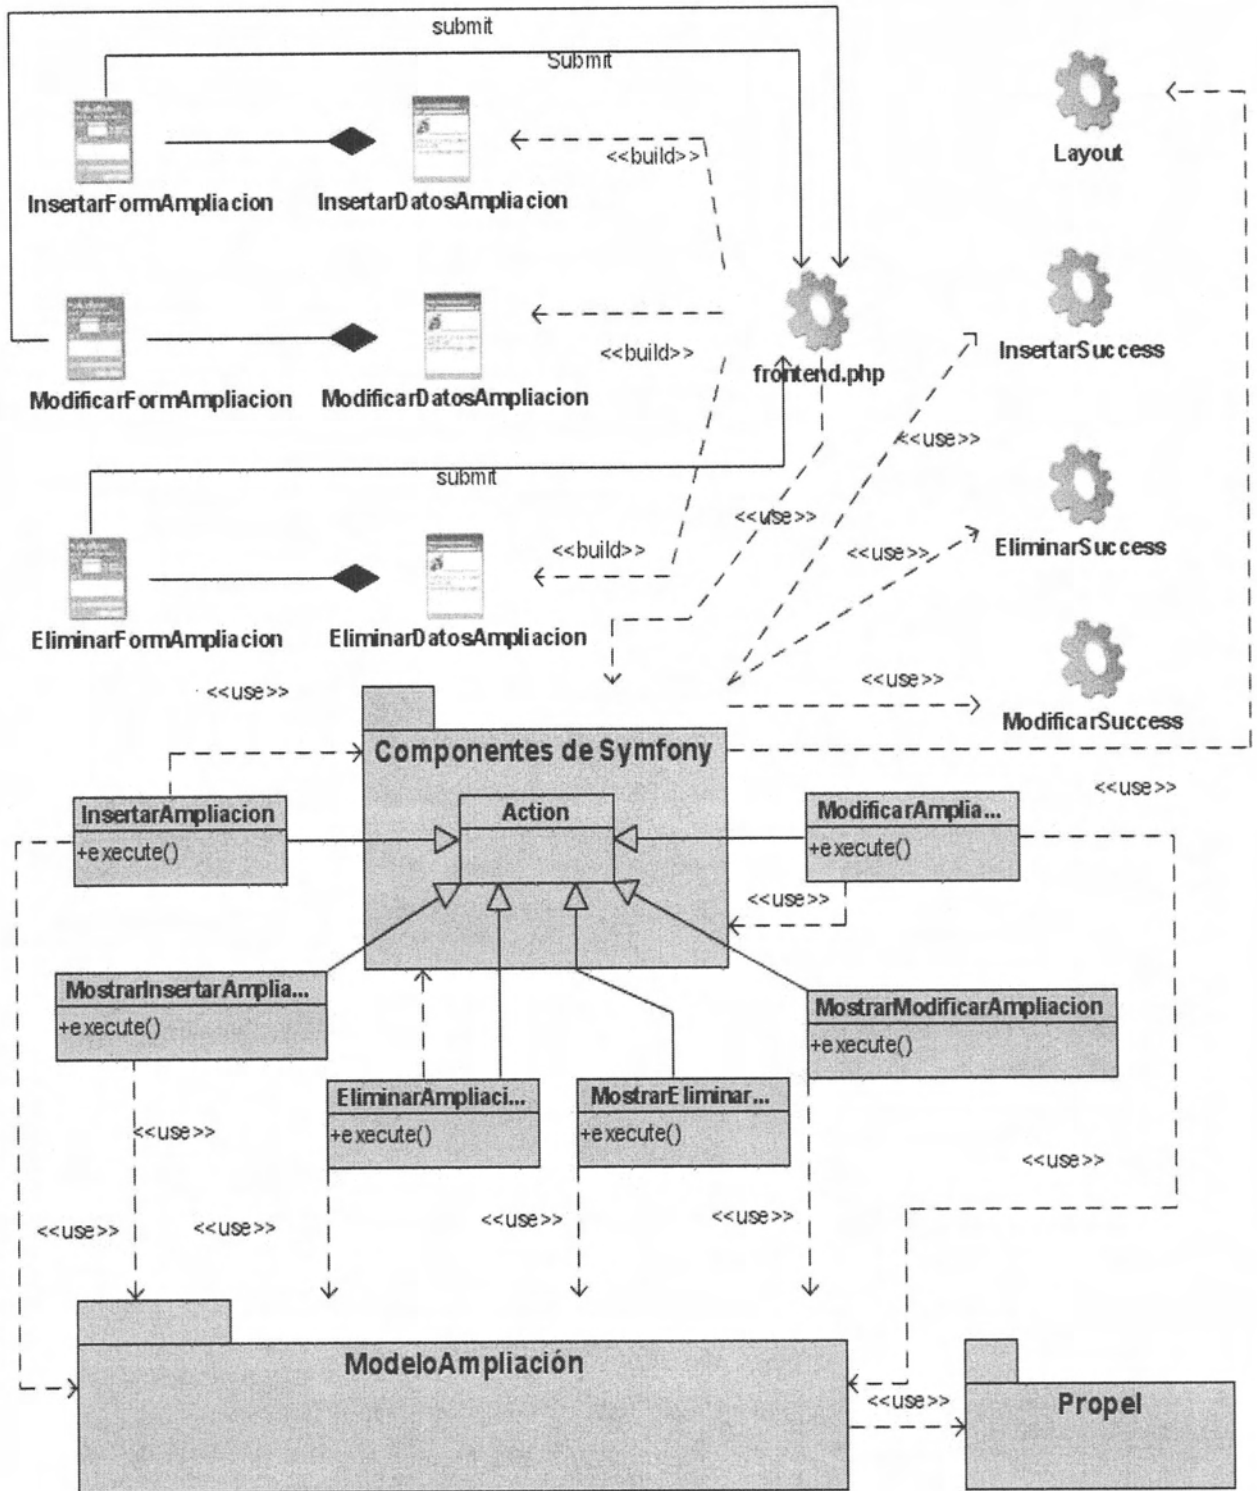 submit
Submit
<<build>>
Layout
InsertarFormAmpliacion
InsertarDatosAmpliacion
InsertarSuccess
<<build>>
frontend.php
ModificarFormAmpliacion
ModificarDatosAmpliacion
<<use>>
submit
<<use>>
<<build>>
<<use>>
EliminarSuccess
EliminarFormAmpliacion
EliminarDatosAmpliacion
<<use>>
<<use>>
ModificarSuccess
Componentes de Symfony
<<use>>
InsertarAmpliacion
+execute()
Action
ModificarAmplia...
+execute()
<<use>>
MostrarInsertarAmplia...
+execute()
MostrarModificarAmpliacion
+execute()
EliminarAmpliaci...
+execute()
MostrarEliminar...
+execute()
<<use>>
<<use>>
<<use>>
<<use>>
<<use>>
<<use>>
ModeloAmpliación
<<use>>
Propel